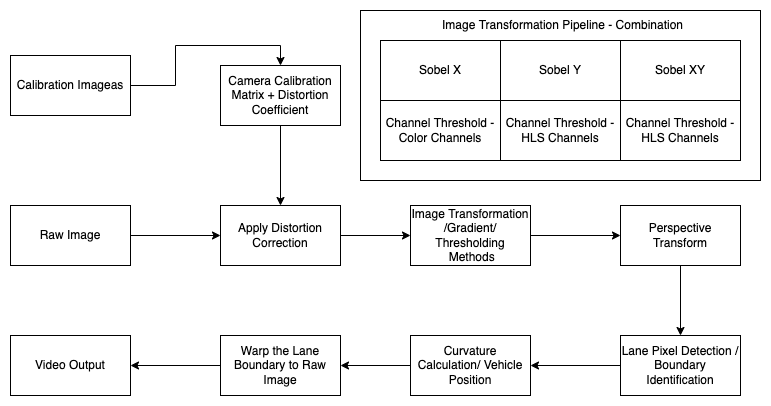 Image Transformation Pipeline - Combination
Calibration Imageas
Camera Calibration
Matrix + Distortion
Coefficient
Sobel X
Sobel Y
Sobel XY
Channel Threshold -
Color Channels
Channel Threshold -
HLS Channels
Channel Threshold -
HLS Channels
Raw Image
Apply Distortion
Correction
Image Transformation
/Gradient/
Thresholding
Methods
Perspective
Transform
Video Output
Warp the Lane
Boundary to Raw
Image
Curvature
Calculation/ Vehicle
Position
Lane Pixel Detection /
Boundary
Identification